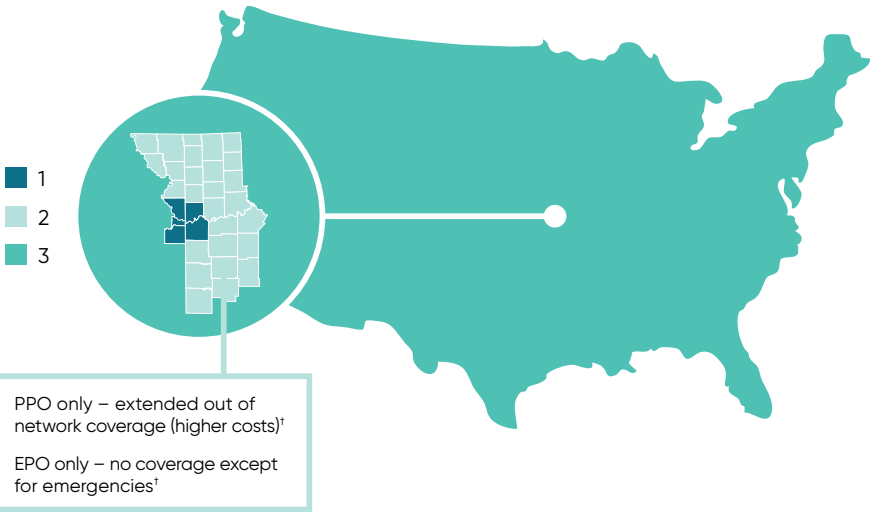 1
2
3
PPO only – extended out of
network coverage (higher costs)†
EPO only – no coverage except
for emergencies†